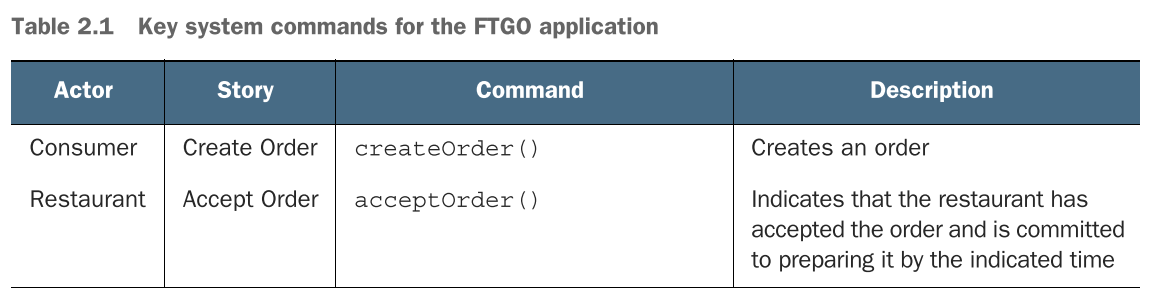 Table 2.1 Key system commands for the FTGO application
Actor Story Command Description
Consumer Create Order createOrder() Creates an order
Restaurant Accept Order acceptOrder() Indicates that the restaurant has
accepted the order and is committed
to preparing it by the indicated time